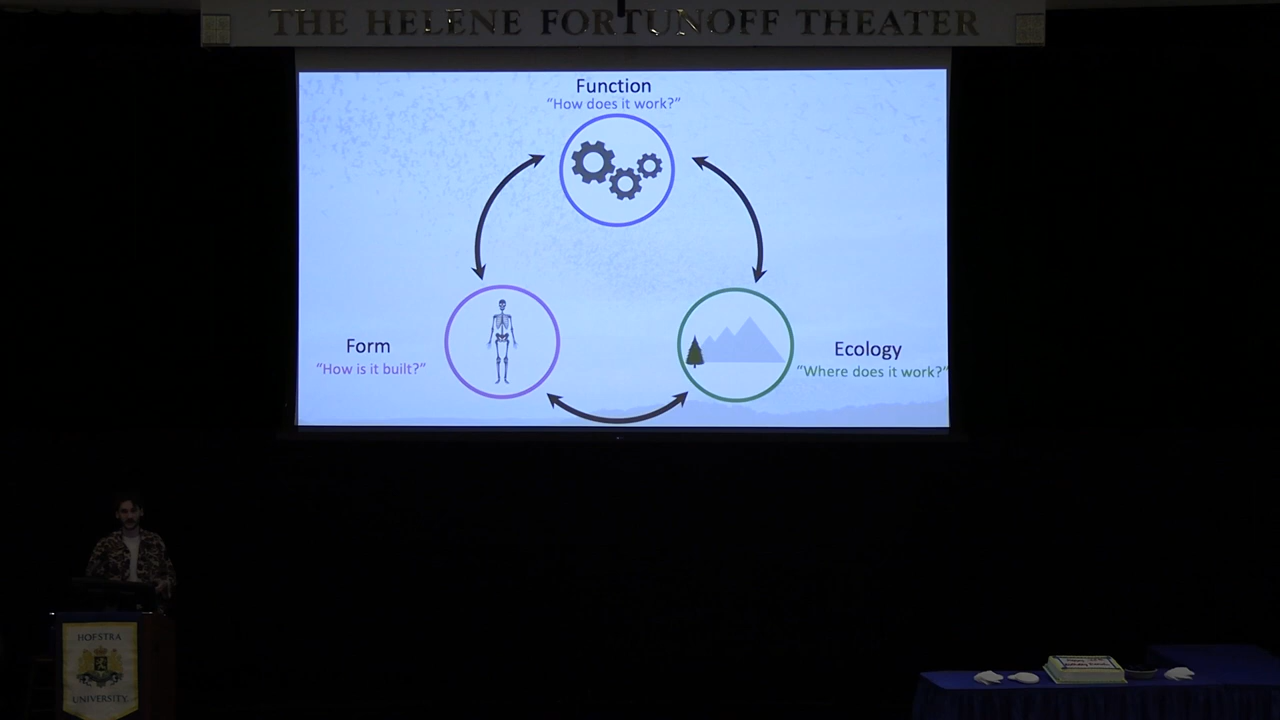 THE HELENE FORTUNOFF THEATER
Function
"How does it work?"
Form
"How is it built?"
Ecology
"Where does it work?"
HOFSTRA
UNIVERSITY